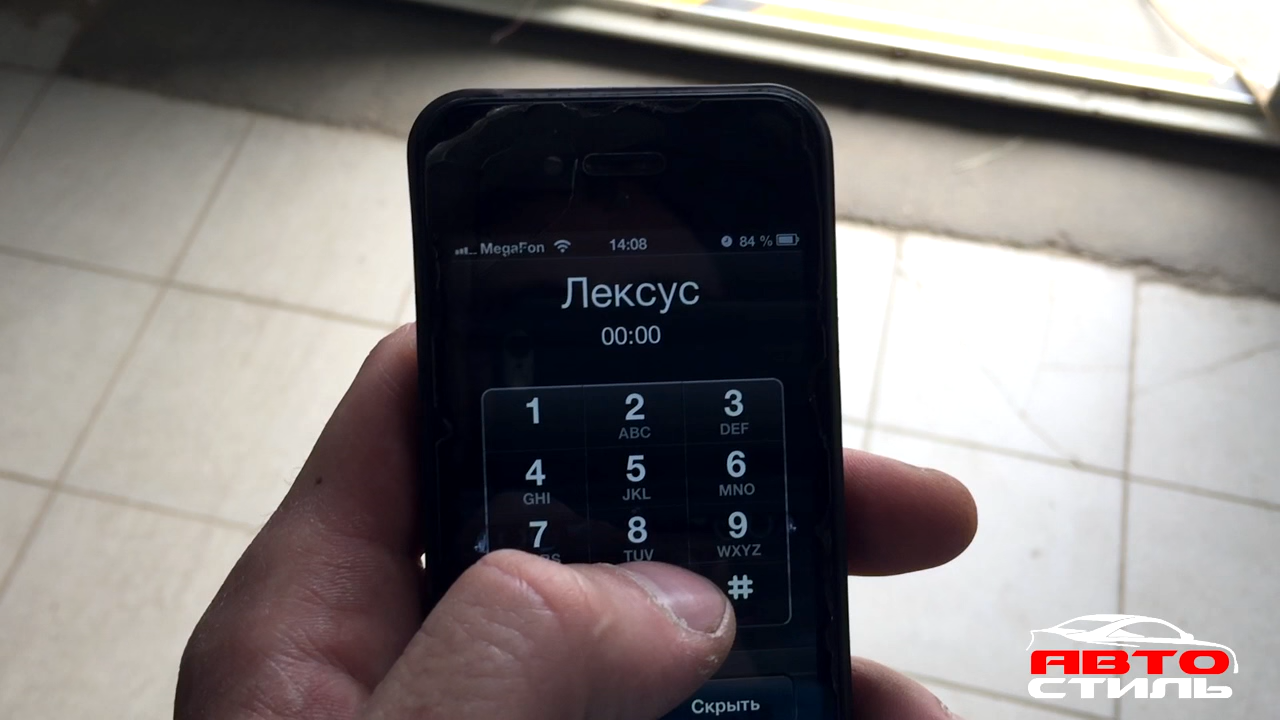 MegaFon 14:08 84 %
Лексус
00:00
1 2 3
ABC DEF
4 5 6
GHI JKL MNO
7 8 9
TUV WXYZ
#
Скрыть
АВТО
СТИЛЬ